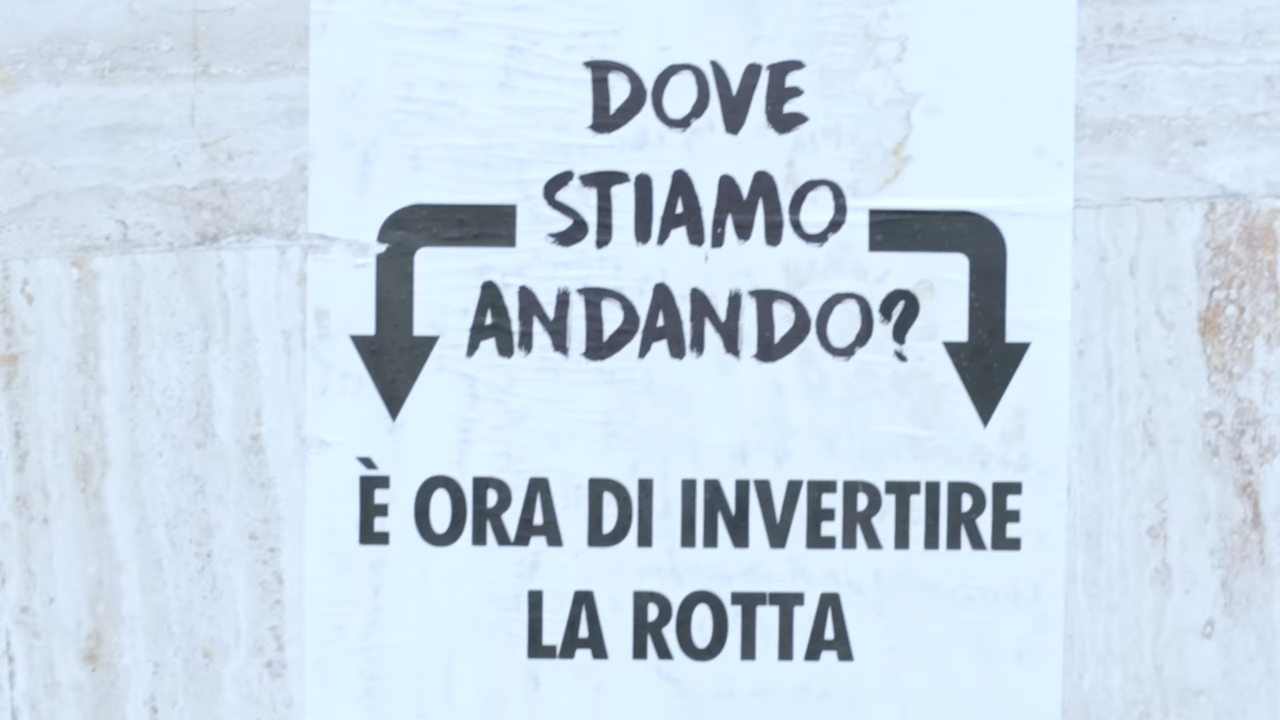 DOVE
STIAMO
ANDANDO?
È ORA DI INVERTIRE
LA ROTTA